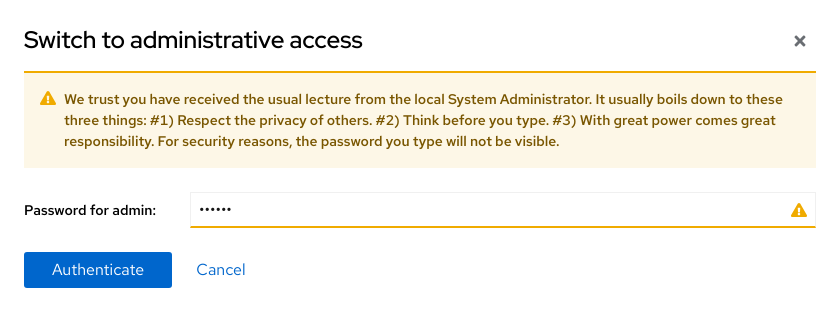 Switch to administrative access
We trust you have received the usual lecture from the local System Administrator. It usually boils down to these
three things: #1) Respect the privacy of others. #2) Think before you type. #3) With great power comes great
responsibility. For security reasons, the password you type will not be visible.
Password for admin: ••••••
Authenticate Cancel